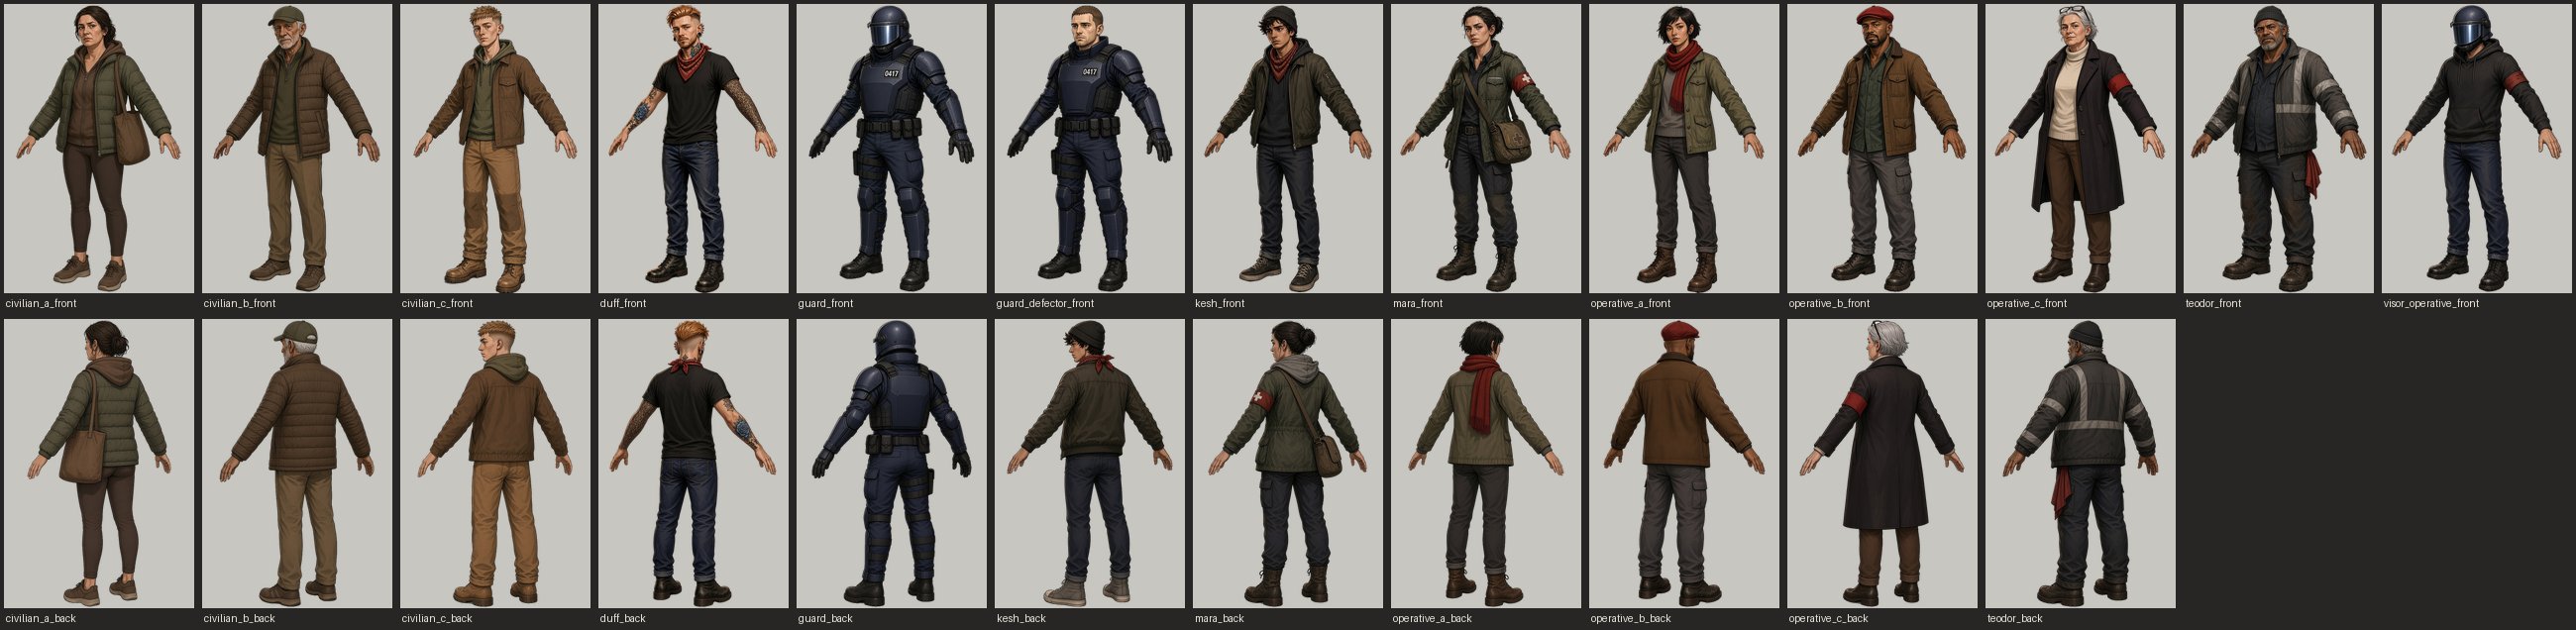 0417
0417
civilian_a_front
civilian_b_front
civilian_c_front
duff_front
guard_front
guard_defector_front
kesh_front
mara_front
operative_a_front
operative_b_front
operative_c_front
teodor_front
visor_operative_front
civilian_a_back
civilian_b_back
civilian_c_back
duff_back
guard_back
kesh_back
mara_back
operative_a_back
operative_b_back
operative_c_back
teodor_back